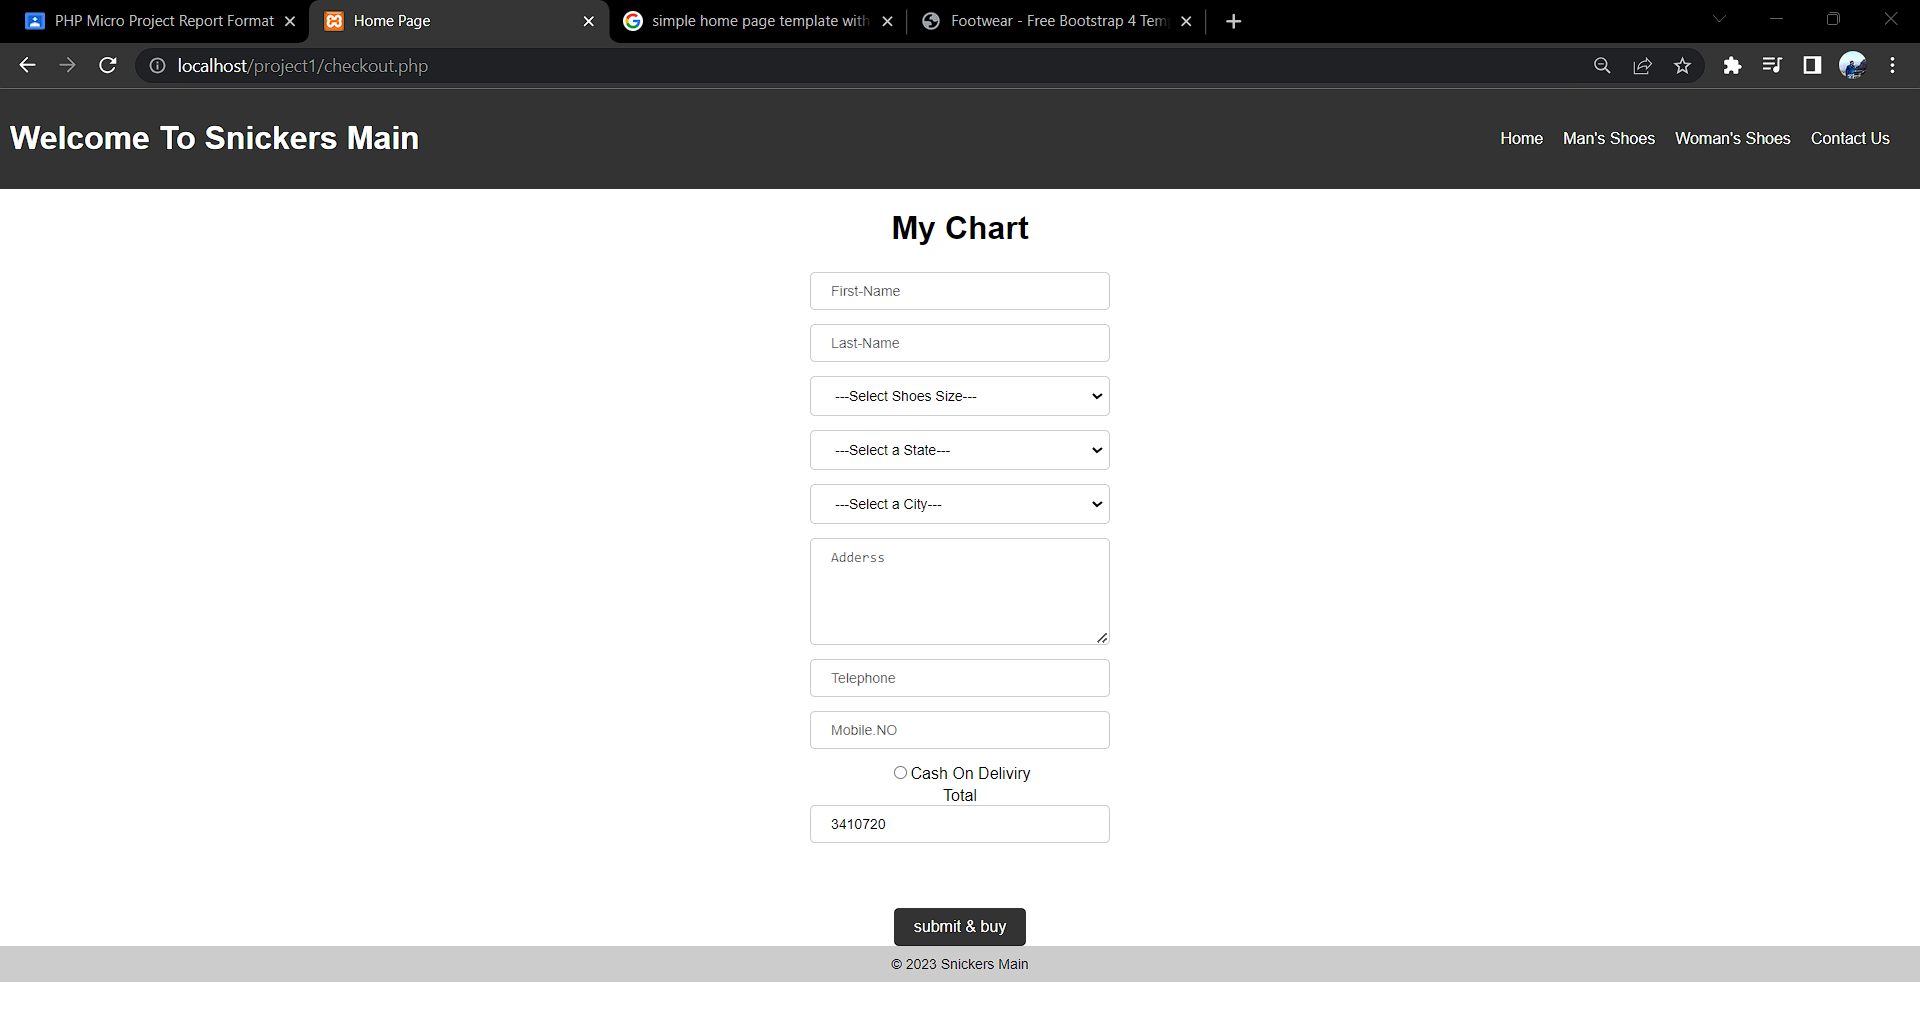 PHP Micro Project Report Format
Home Page
simple home page template with
Footwear - Free Bootstrap 4 Tem
localhost/project1/checkout.php
Welcome To Snickers Main
Home Man's Shoes Woman's Shoes Contact Us
My Chart
First-Name
Last-Name
---Select Shoes Size---
---Select a State---
---Select a City---
Adderss
Telephone
Mobile.NO
Cash On Deliviry
Total
3410720
submit & buy
© 2023 Snickers Main